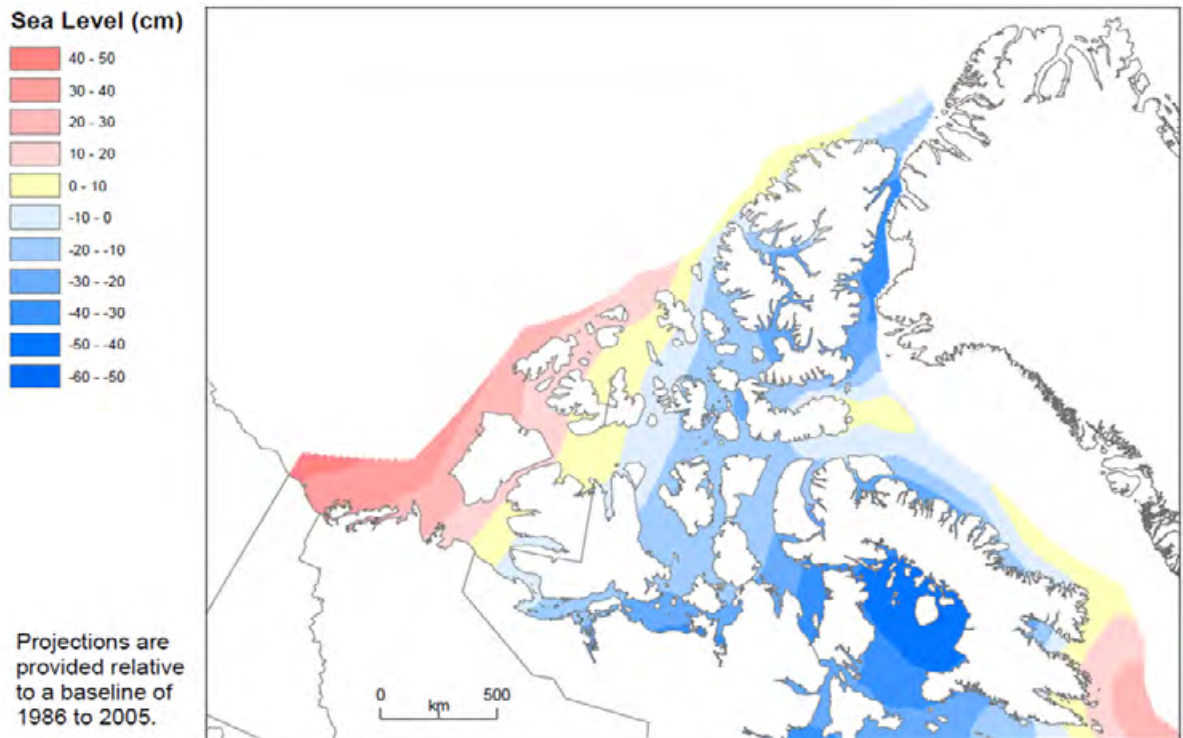 Sea Level (cm)
40 - 50
30 - 40
20 - 30
10 - 20
0 - 10
-10 - 0
-20 - -10
-30 - -20
-40 - -30
-50 - -40
-60 - -50
Projections are
provided relative
to a baseline of
1986 to 2005.
0 500
km